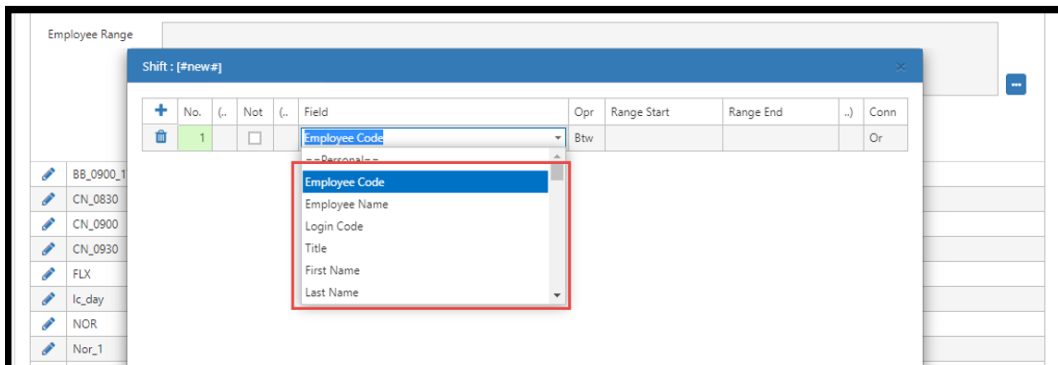 Employee Range
Shift : [#new#]
No. (.. Not (.. Field Opr Range Start Range End ..) Conn
1 Employee Code Btw Or
==Personal==
Employee Code
Employee Name
Login Code
Title
First Name
Last Name
BB_0900_1
CN_0830
CN_0900
CN_0930
FLX
lc_day
NOR
Nor_1